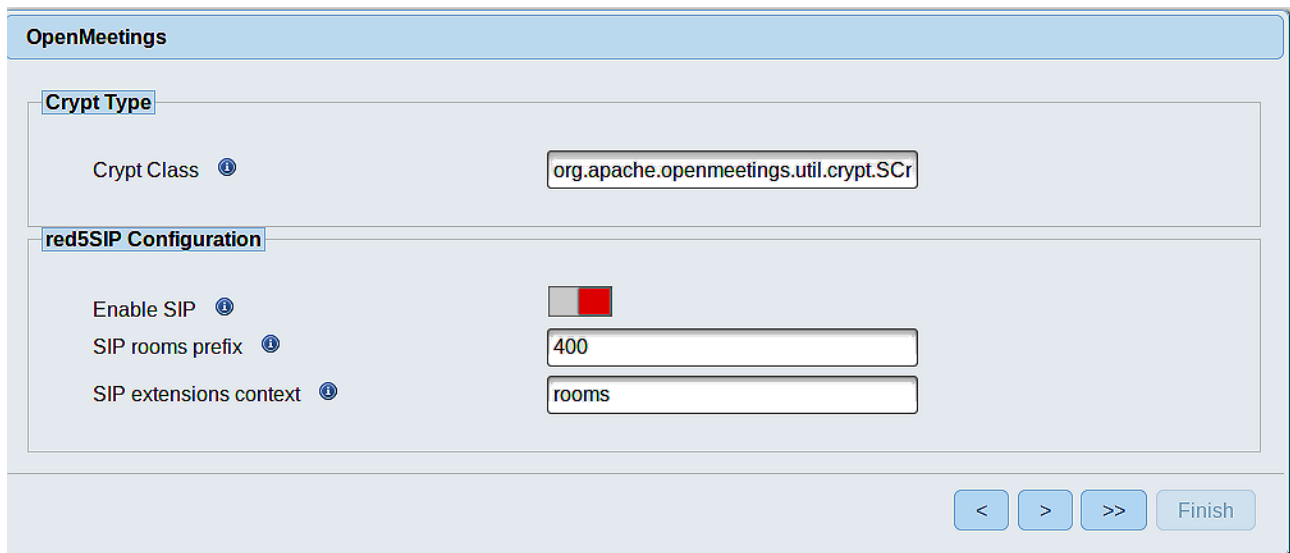 OpenMeetings
Crypt Type
Crypt Class
org.apache.openmeetings.util.crypt.SCr
red5SIP Configuration
Enable SIP
SIP rooms prefix
400
SIP extensions context
rooms
< > >> Finish